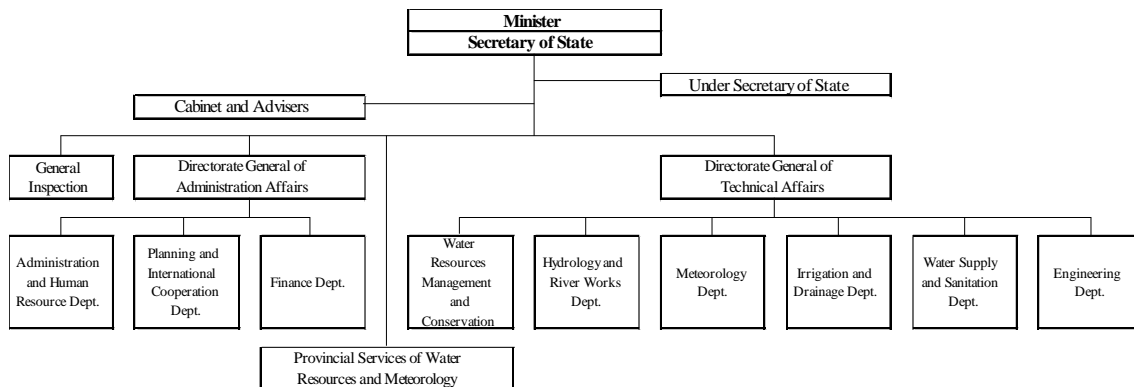 Minister
Secretary of State
Under Secretary of State
Cabinet and Advisers
General
Inspection
Directorate General of
Administration Affairs
Directorate General of
Technical Affairs
Administration
and Human
Resource Dept.
Planning and
International
Cooperation
Dept.
Finance Dept.
Water
Resources
Management
and
Conservation
Hydrology and
River Works
Dept.
Meteorology
Dept.
Irrigation and
Drainage Dept.
Water Supply
and Sanitation
Dept.
Engineering
Dept.
Provincial Services of Water
Resources and Meteorology